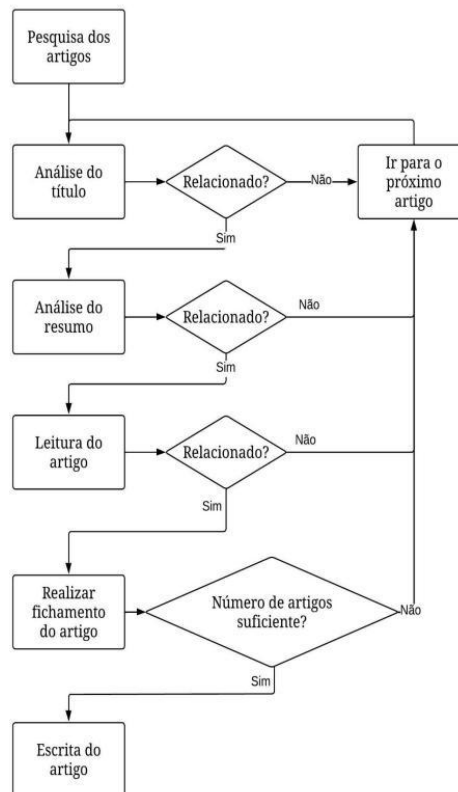 Pesquisa dos
artigos
Análise do
título
Relacionado?
Não
Ir para o
próximo
artigo
Sim
Análise do
resumo
Relacionado?
Não
Sim
Leitura do
artigo
Relacionado?
Não
Sim
Realizar
fichamento
do artigo
Número de artigos
suficiente?
Não
Sim
Escrita do
artigo